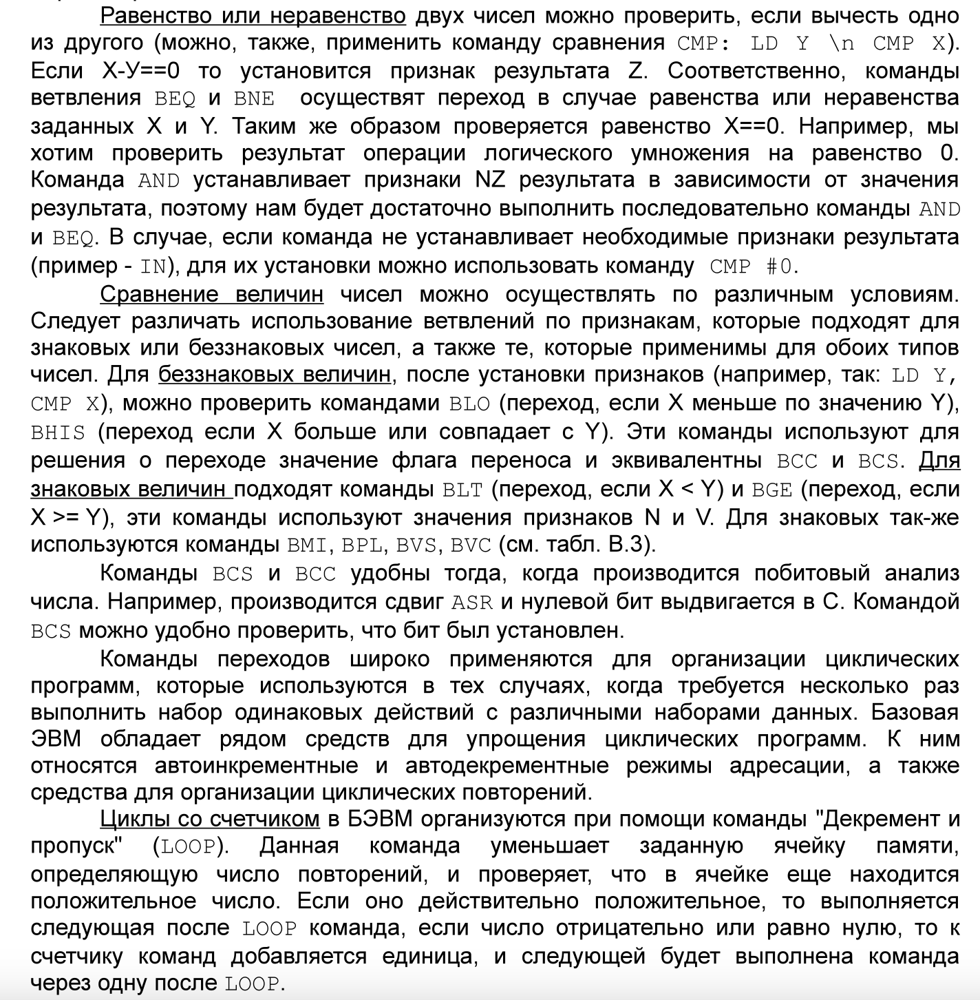 Равенство или неравенство двух чисел можно проверить, если вычесть одно
из другого (можно, также, применить команду сравнения CMP: LD Y \n CMP X).
Если X-У==0 то установится признак результата Z. Соответственно, команды
ветвления BEQ и BNE осуществят переход в случае равенства или неравенства
заданных X и Y. Таким же образом проверяется равенство X==0. Например, мы
хотим проверить результат операции логического умножения на равенство 0.
Команда AND устанавливает признаки NZ результата в зависимости от значения
результата, поэтому нам будет достаточно выполнить последовательно команды AND
и BEQ. В случае, если команда не устанавливает необходимые признаки результата
(пример - IN), для их установки можно использовать команду CMP #0.
Сравнение величин чисел можно осуществлять по различным условиям.
Следует различать использование ветвлений по признакам, которые подходят для
знаковых или беззнаковых чисел, а также те, которые применимы для обоих типов
чисел. Для беззнаковых величин, после установки признаков (например, так: LD Y,
CMP X), можно проверить командами BLO (переход, если X меньше по значению Y),
BHIS (переход если X больше или совпадает с Y). Эти команды используют для
решения о переходе значение флага переноса и эквивалентны BCC и BCS. Для
знаковых величин подходят команды BLT (переход, если X < Y) и BGE (переход, если
X >= Y), эти команды используют значения признаков N и V. Для знаковых так-же
используются команды BMI, BPL, BVS, BVC (см. табл. В.3).
Команды BCS и BCC удобны тогда, когда производится побитовый анализ
числа. Например, производится сдвиг ASR и нулевой бит выдвигается в C. Командой
BCS можно удобно проверить, что бит был установлен.
Команды переходов широко применяются для организации циклических
программ, которые используются в тех случаях, когда требуется несколько раз
выполнить набор одинаковых действий с различными наборами данных. Базовая
ЭВМ обладает рядом средств для упрощения циклических программ. К ним
относятся автоинкрементные и автодекрементные режимы адресации, а также
средства для организации циклических повторений.
Циклы со счетчиком в БЭВМ организуются при помощи команды "Декремент и
пропуск" (LOOP). Данная команда уменьшает заданную ячейку памяти,
определяющую число повторений, и проверяет, что в ячейке еще находится
положительное число. Если оно действительно положительное, то выполняется
следующая после LOOP команда, если число отрицательно или равно нулю, то к
счетчику команд добавляется единица, и следующей будет выполнена команда
через одну после LOOP.